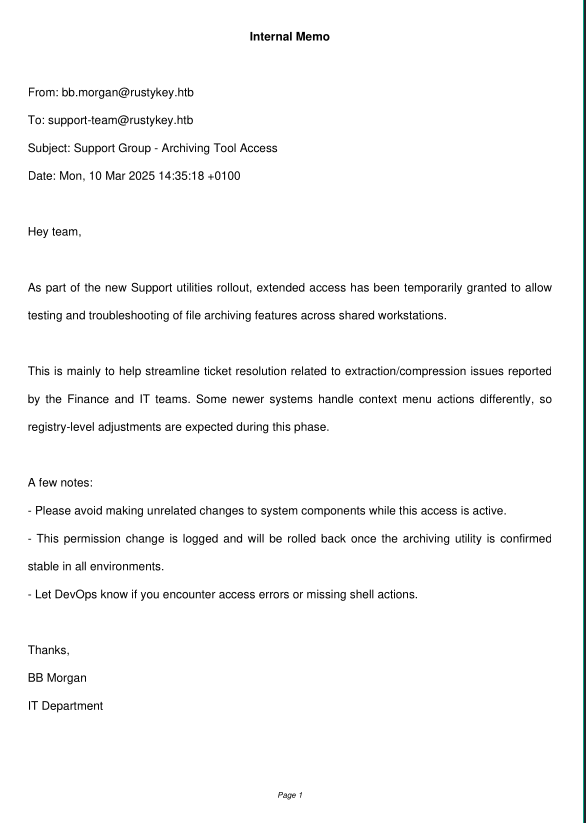 Internal Memo
From: bb.morgan@rustykey.htb
To: support-team@rustykey.htb
Subject: Support Group - Archiving Tool Access
Date: Mon, 10 Mar 2025 14:35:18 +0100
Hey team,
As part of the new Support utilities rollout, extended access has been temporarily granted to allow
testing and troubleshooting of file archiving features across shared workstations.
This is mainly to help streamline ticket resolution related to extraction/compression issues reported
by the Finance and IT teams. Some newer systems handle context menu actions differently, so
registry-level adjustments are expected during this phase.
A few notes:
- Please avoid making unrelated changes to system components while this access is active.
- This permission change is logged and will be rolled back once the archiving utility is confirmed
stable in all environments.
- Let DevOps know if you encounter access errors or missing shell actions.
Thanks,
BB Morgan
IT Department
Page 1